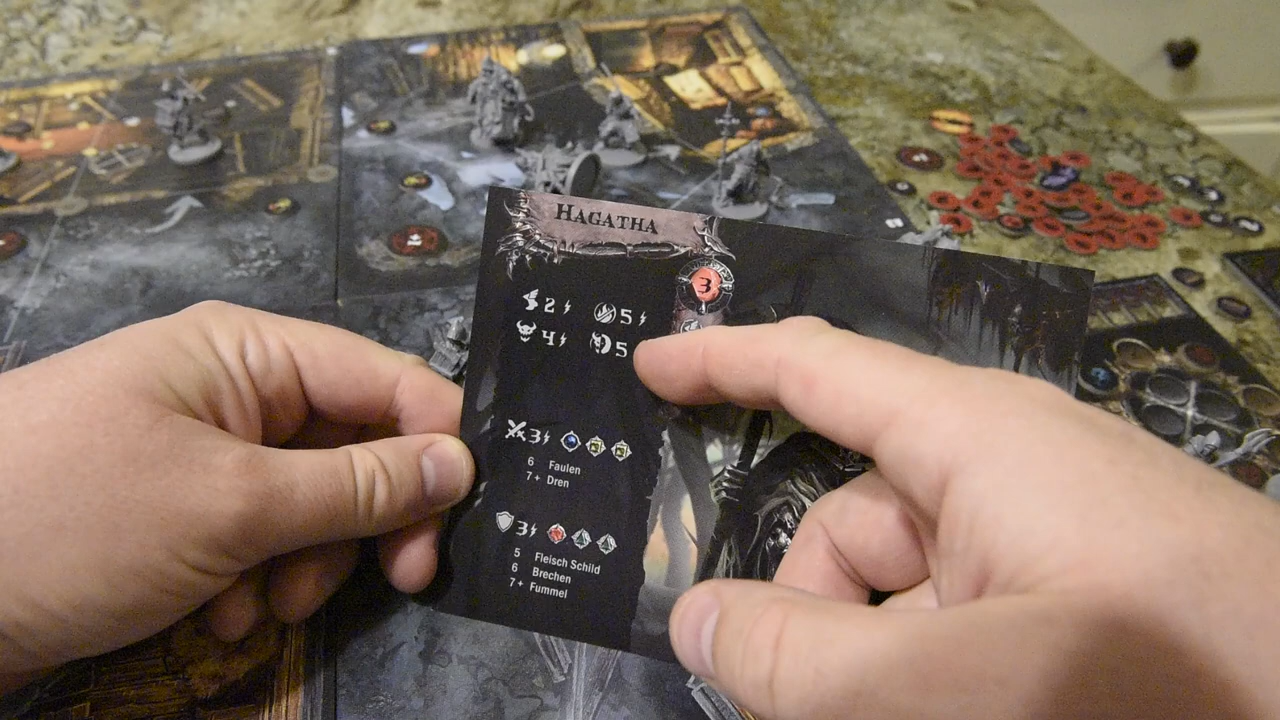 HAGATHA
3
2 5
4 5
3
6 Faulen
7+ Dren
3
5 Fleisch Schild
6 Brechen
7+ Fummel